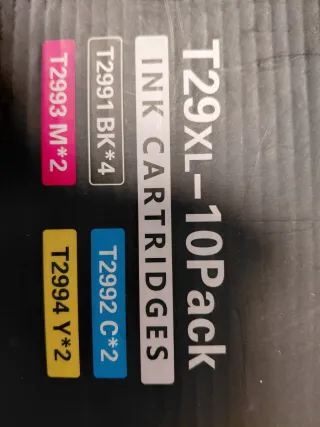 T29XL-10Pack
INK CARTRIDGES
T2991 BK*4
T2992 C*2
T2993 M*2
T2994 Y*2